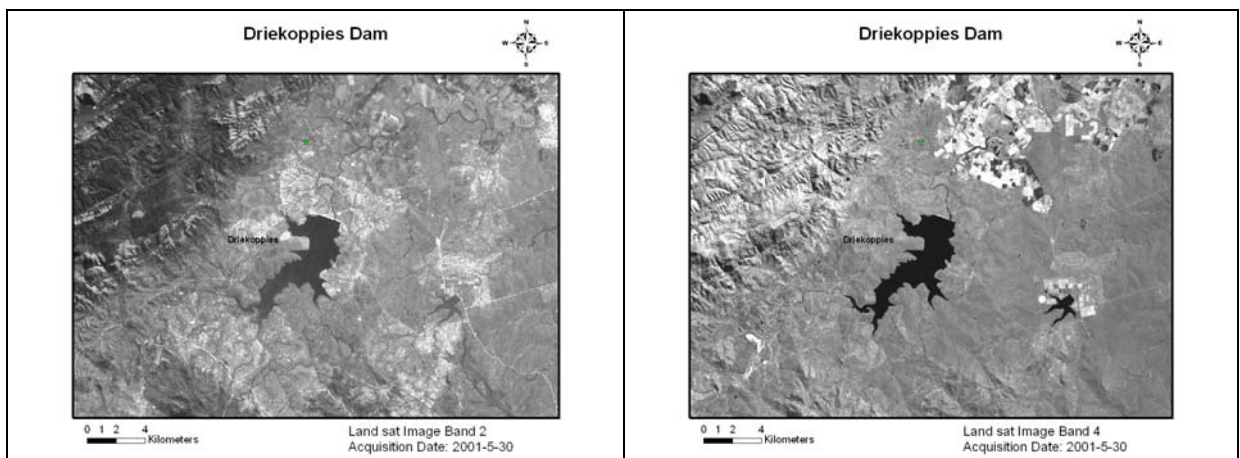 Driekoppies Dam
N
W E
S
Driekoppies
0 1 2 4
Kilometers
Land sat Image Band 2
Acquisition Date: 2001-5-30
Driekoppies Dam
N
W E
S
Driekoppies
0 1 2 4
Kilometers
Land sat Image Band 4
Acquisition Date: 2001-5-30